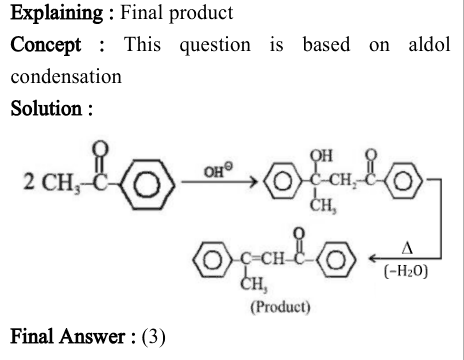 Explaining : Final product
Concept : This question is based on aldol
condensation
Solution :
2 CH₃–C(=O)– OH⊖ OH O
C–CH₂–C
CH₃
O
C=CH–C Δ
(–H₂O)
CH₃
(Product)
Final Answer : (3)